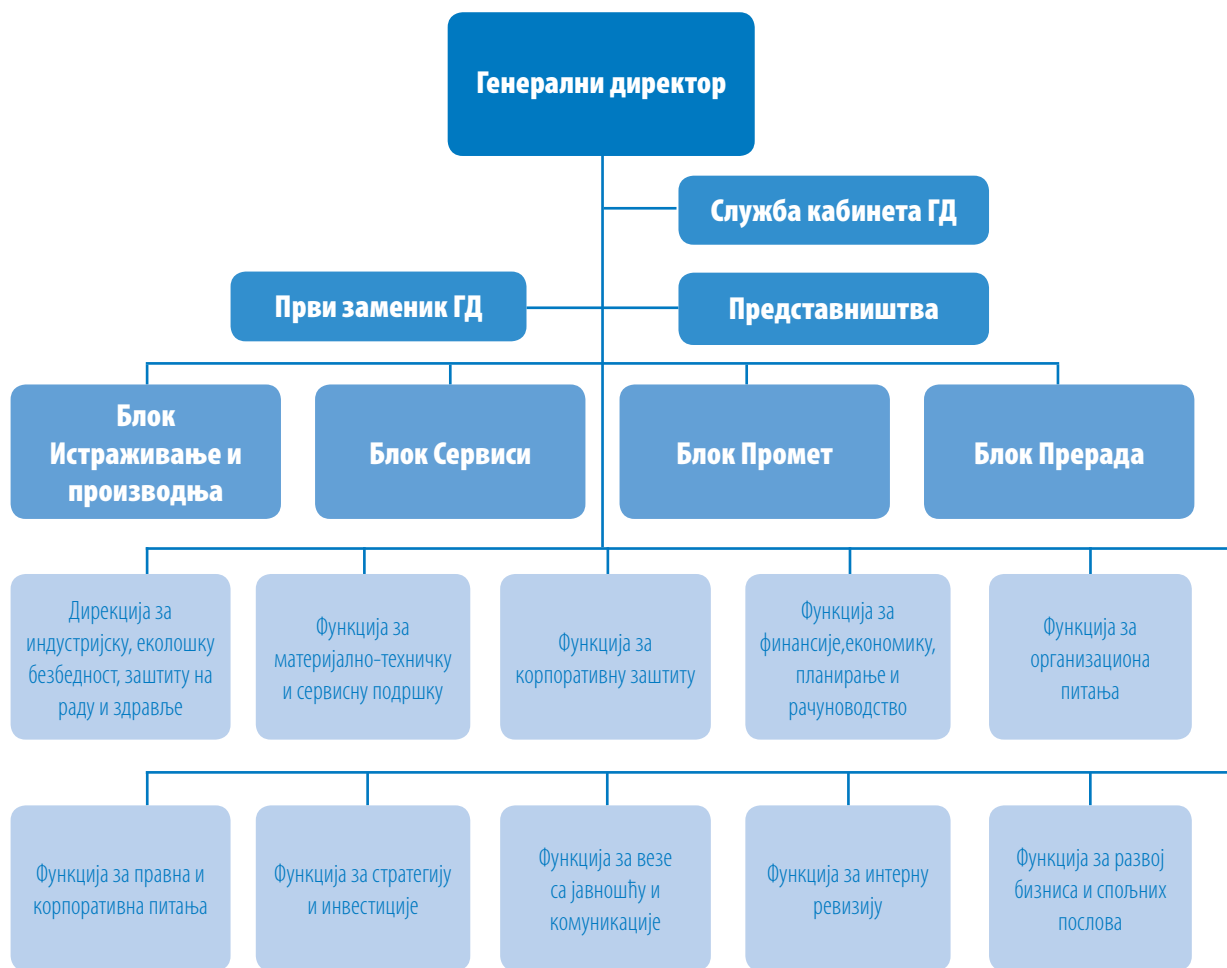 Генерални директор
Служба кабинета ГД
Први заменик ГД
Представништва
Блок
Истраживање и
производња
Блок Сервиси
Блок Промет
Блок Прерада
Дирекција за
индустријску, еколошку
безбедност, заштиту на
раду и здравље
Функција за
материјално-техничку
и сервисну подршку
Функција за
корпоративну заштиту
Функција за
финансије,економику,
планирање и
рачуноводство
Функција за
организациона
питања
Функција за правна и
корпоративна питања
Функција за стратегију
и инвестиције
Функција за везе
са јавношћу и
комуникације
Функција за интерну
ревизију
Функција за развој
бизниса и спољних
послова